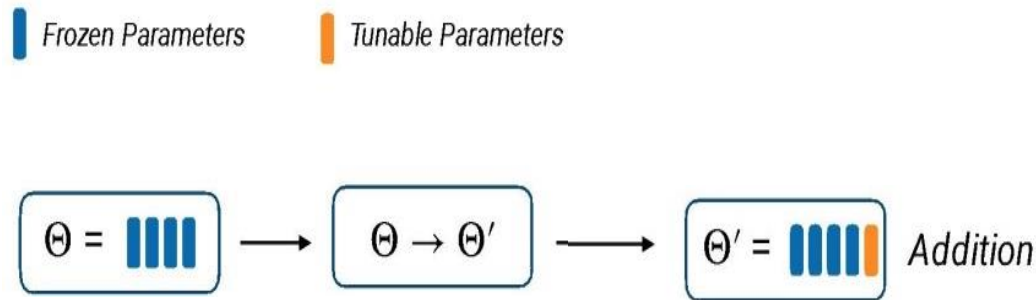 Frozen Parameters
Tunable Parameters
Θ =
Θ → Θ′
Θ′ =
Addition